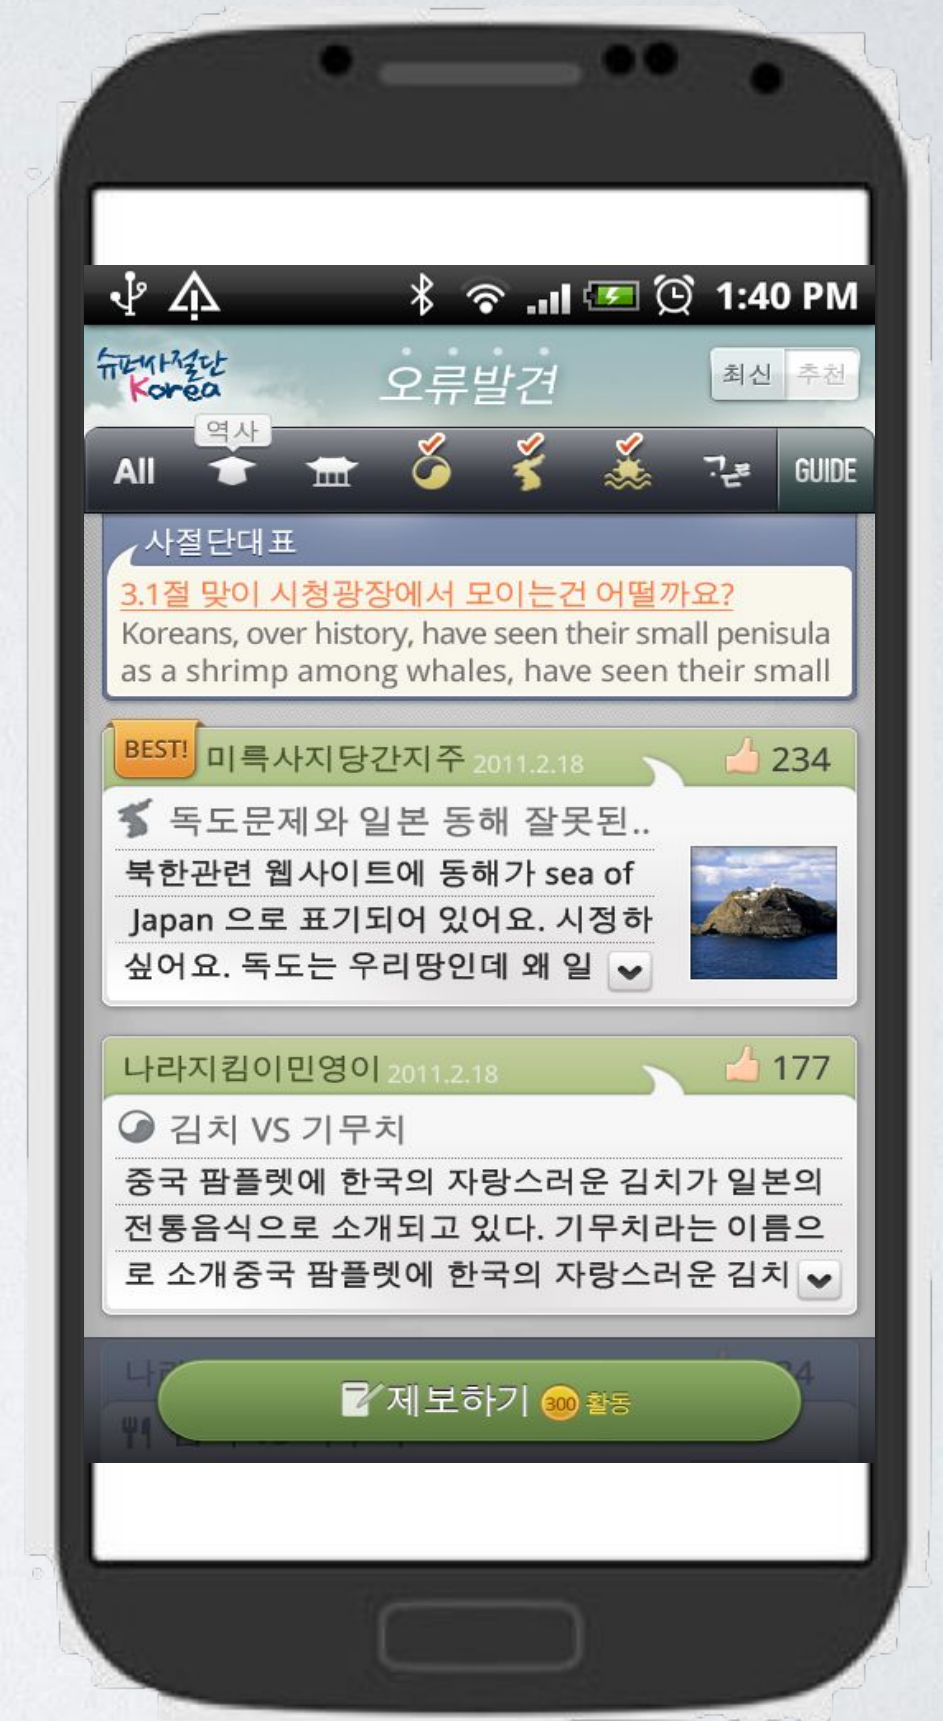 1:40 PM
슈퍼사절단
Korea
오류발견
최신 추천
역사
All
GUIDE
사절단대표
3.1절 맞이 시청광장에서 모이는건 어떨까요?
Koreans, over history, have seen their small penisula
as a shrimp among whales, have seen their small
BEST! 미륵사지당간지주 2011.2.18 234
독도문제와 일본 동해 잘못된..
북한관련 웹사이트에 동해가 sea of
Japan 으로 표기되어 있어요. 시정하
싶어요. 독도는 우리땅인데 왜 일
나라지킴이민영이 2011.2.18 177
김치 VS 기무치
중국 팜플렛에 한국의 자랑스러운 김치가 일본의
전통음식으로 소개되고 있다. 기무치라는 이름으
로 소개중국 팜플렛에 한국의 자랑스러운 김치
제보하기 300 활동